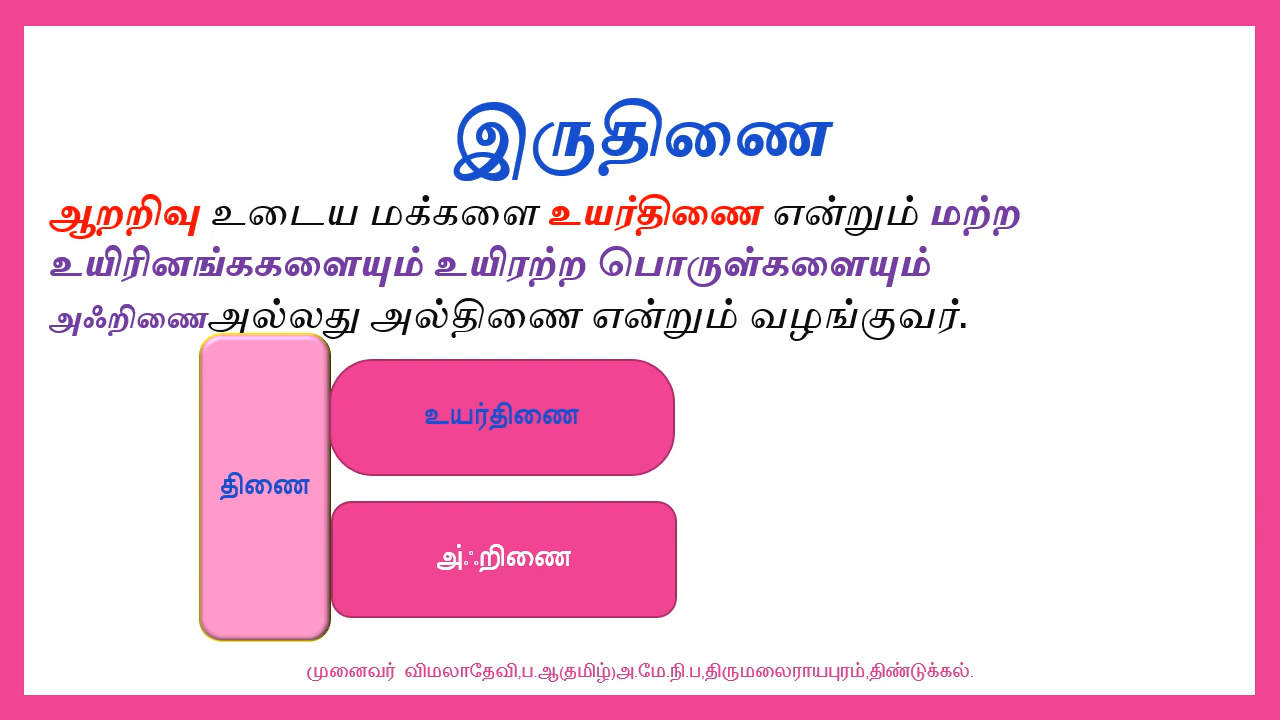 இருதிணை
ஆறறிவு உடைய மக்களை உயர்திணை என்றும் மற்ற
உயிரினங்ககளையும் உயிரற்ற பொருள்களையும்
அஃறிணைஅல்லது அல்திணை என்றும் வழங்குவர்.
உயர்திணை
திணை
அ்ஃறிணை
முனைவர் விமலாதேவி,ப.ஆ(தமிழ்)அ.மே.நி.ப,திருமலைராயபுரம்,திண்டுக்கல்.